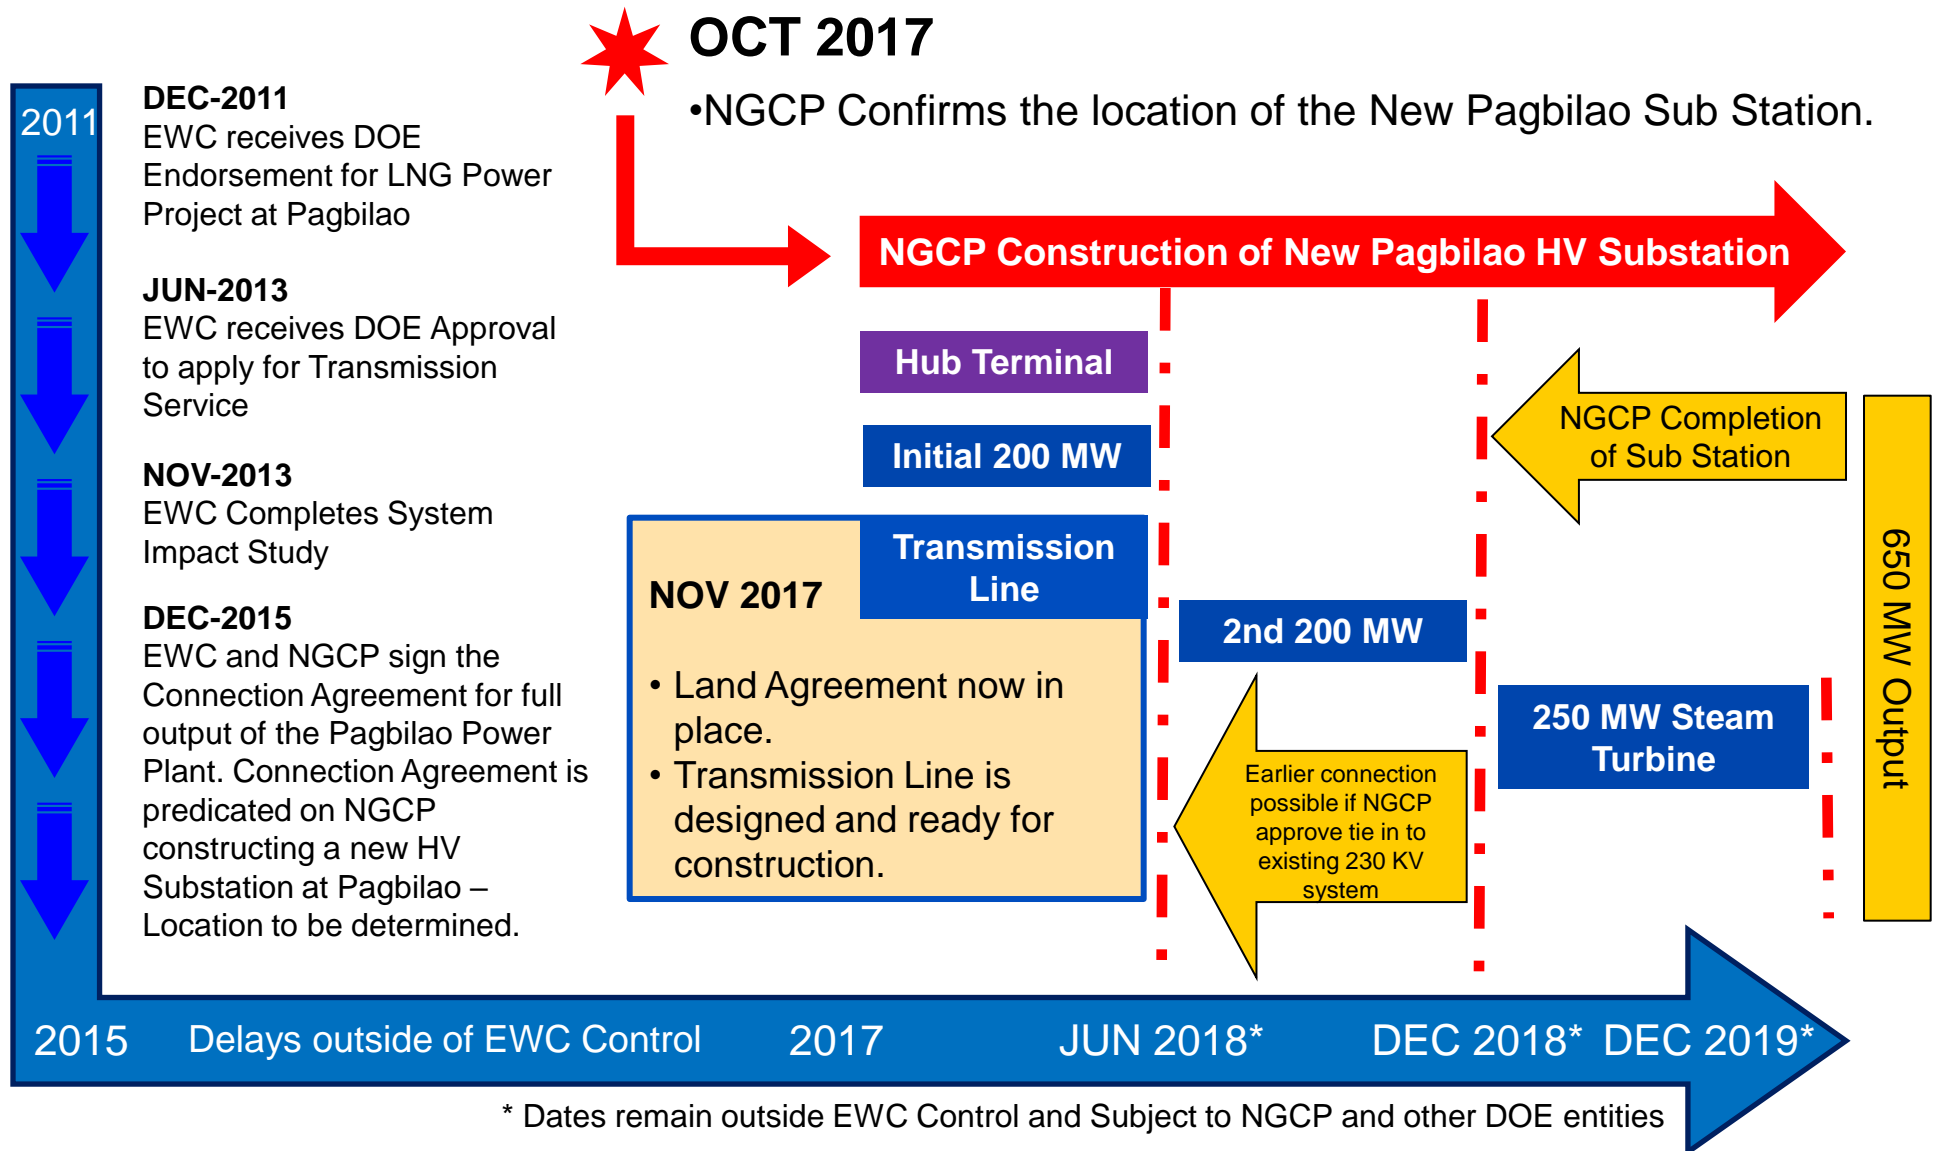 OCT 2017
•NGCP Confirms the location of the New Pagbilao Sub Station.
2011
DEC-2011
EWC receives DOE
Endorsement for LNG Power
Project at Pagbilao
JUN-2013
EWC receives DOE Approval
to apply for Transmission
Service
NOV-2013
EWC Completes System
Impact Study
DEC-2015
EWC and NGCP sign the
Connection Agreement for full
output of the Pagbilao Power
Plant. Connection Agreement is
predicated on NGCP
constructing a new HV
Substation at Pagbilao –
Location to be determined.
NGCP Construction of New Pagbilao HV Substation
Hub Terminal
Initial 200 MW
Transmission
Line
NOV 2017
• Land Agreement now in
place.
• Transmission Line is
designed and ready for
construction.
2nd 200 MW
Earlier connection
possible if NGCP
approve tie in to
existing 230 KV
system
NGCP Completion
of Sub Station
250 MW Steam
Turbine
650 MW Output
2015 Delays outside of EWC Control 2017 JUN 2018* DEC 2018* DEC 2019*
* Dates remain outside EWC Control and Subject to NGCP and other DOE entities